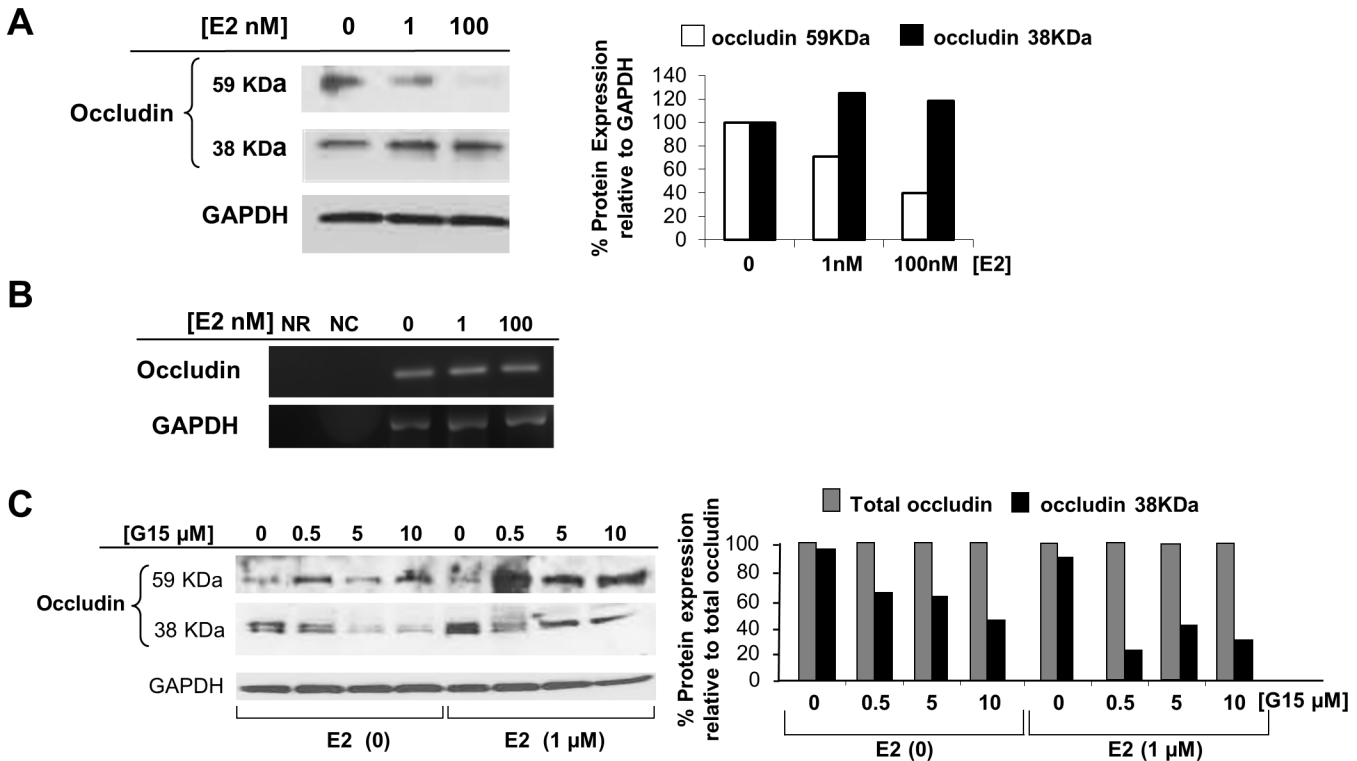 A
[E2 nM] 0 1 100
Occludin
59 KDa
38 KDa
GAPDH
occludin 59KDa occludin 38KDa
% Protein Expression
relative to GAPDH
140
120
100
80
60
40
20
0
0 1nM 100nM [E2]
B
[E2 nM] NR NC 0 1 100
Occludin
GAPDH
C
[G15 µM] 0 0.5 5 10 0 0.5 5 10
Occludin
59 KDa
38 KDa
GAPDH
E2 (0) E2 (1 µM)
Total occludin occludin 38KDa
% Protein expression
relative to total occludin
100
80
60
40
20
0
0 0.5 5 10 0 0.5 5 10 [G15 µM]
E2 (0) E2 (1 µM)